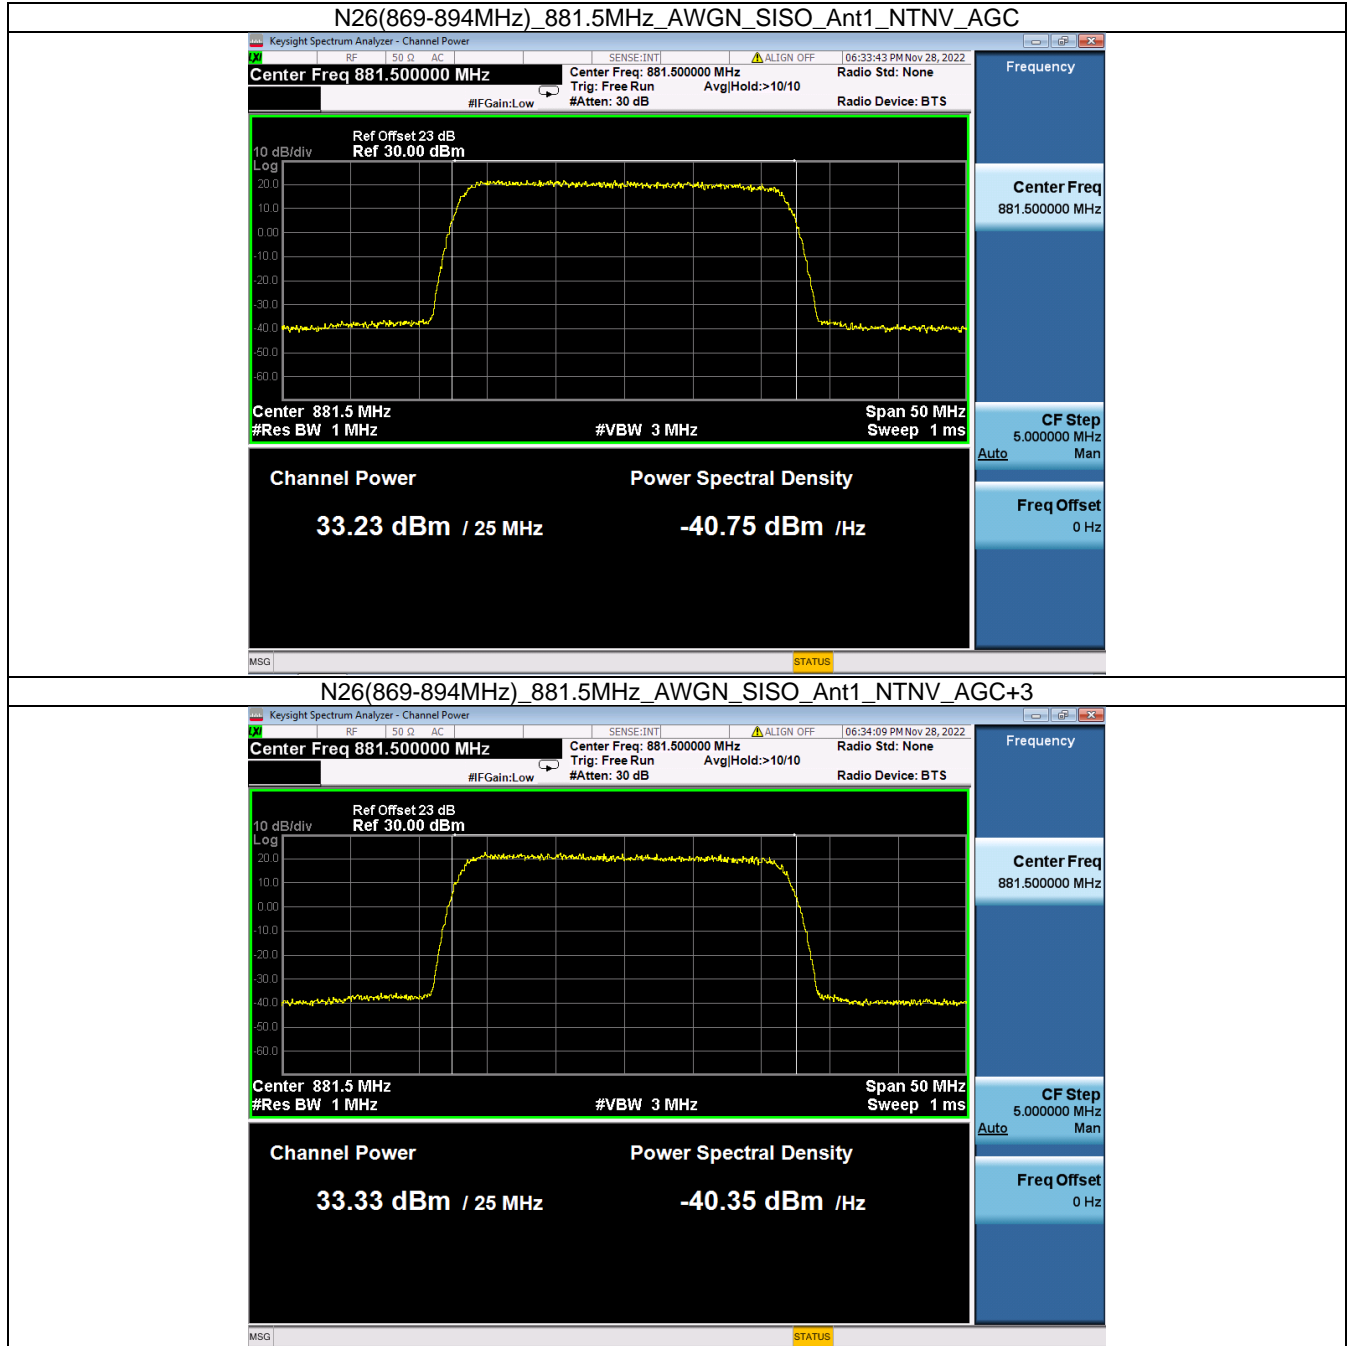 N26(869-894MHz)_881.5MHz_AWGN_SISO_Ant1_NTNV_AGC
Keysight Spectrum Analyzer - Channel Power
LXI RF 50 Ω AC SENSE:INT ALIGN OFF 06:33:43 PM Nov 28, 2022
Center Freq 881.500000 MHz
#IFGain:Low
Center Freq: 881.500000 MHz
Trig: Free Run Avg|Hold:>10/10
#Atten: 30 dB
Radio Std: None
Radio Device: BTS
Frequency
Ref Offset 23 dB
10 dB/div Ref 30.00 dBm
Log
20.0
10.0
0.00
-10.0
-20.0
-30.0
-40.0
-50.0
-60.0
Center 881.5 MHz Span 50 MHz
#Res BW 1 MHz #VBW 3 MHz Sweep 1 ms
Channel Power Power Spectral Density
33.23 dBm / 25 MHz -40.75 dBm /Hz
Center Freq
881.500000 MHz
CF Step
5.000000 MHz
Auto Man
Freq Offset
0 Hz
MSG STATUS
N26(869-894MHz)_881.5MHz_AWGN_SISO_Ant1_NTNV_AGC+3
Keysight Spectrum Analyzer - Channel Power
LXI RF 50 Ω AC SENSE:INT ALIGN OFF 06:34:09 PM Nov 28, 2022
Center Freq 881.500000 MHz
#IFGain:Low
Center Freq: 881.500000 MHz
Trig: Free Run Avg|Hold:>10/10
#Atten: 30 dB
Radio Std: None
Radio Device: BTS
Frequency
Ref Offset 23 dB
10 dB/div Ref 30.00 dBm
Log
20.0
10.0
0.00
-10.0
-20.0
-30.0
-40.0
-50.0
-60.0
Center 881.5 MHz Span 50 MHz
#Res BW 1 MHz #VBW 3 MHz Sweep 1 ms
Channel Power Power Spectral Density
33.33 dBm / 25 MHz -40.35 dBm /Hz
Center Freq
881.500000 MHz
CF Step
5.000000 MHz
Auto Man
Freq Offset
0 Hz
MSG STATUS